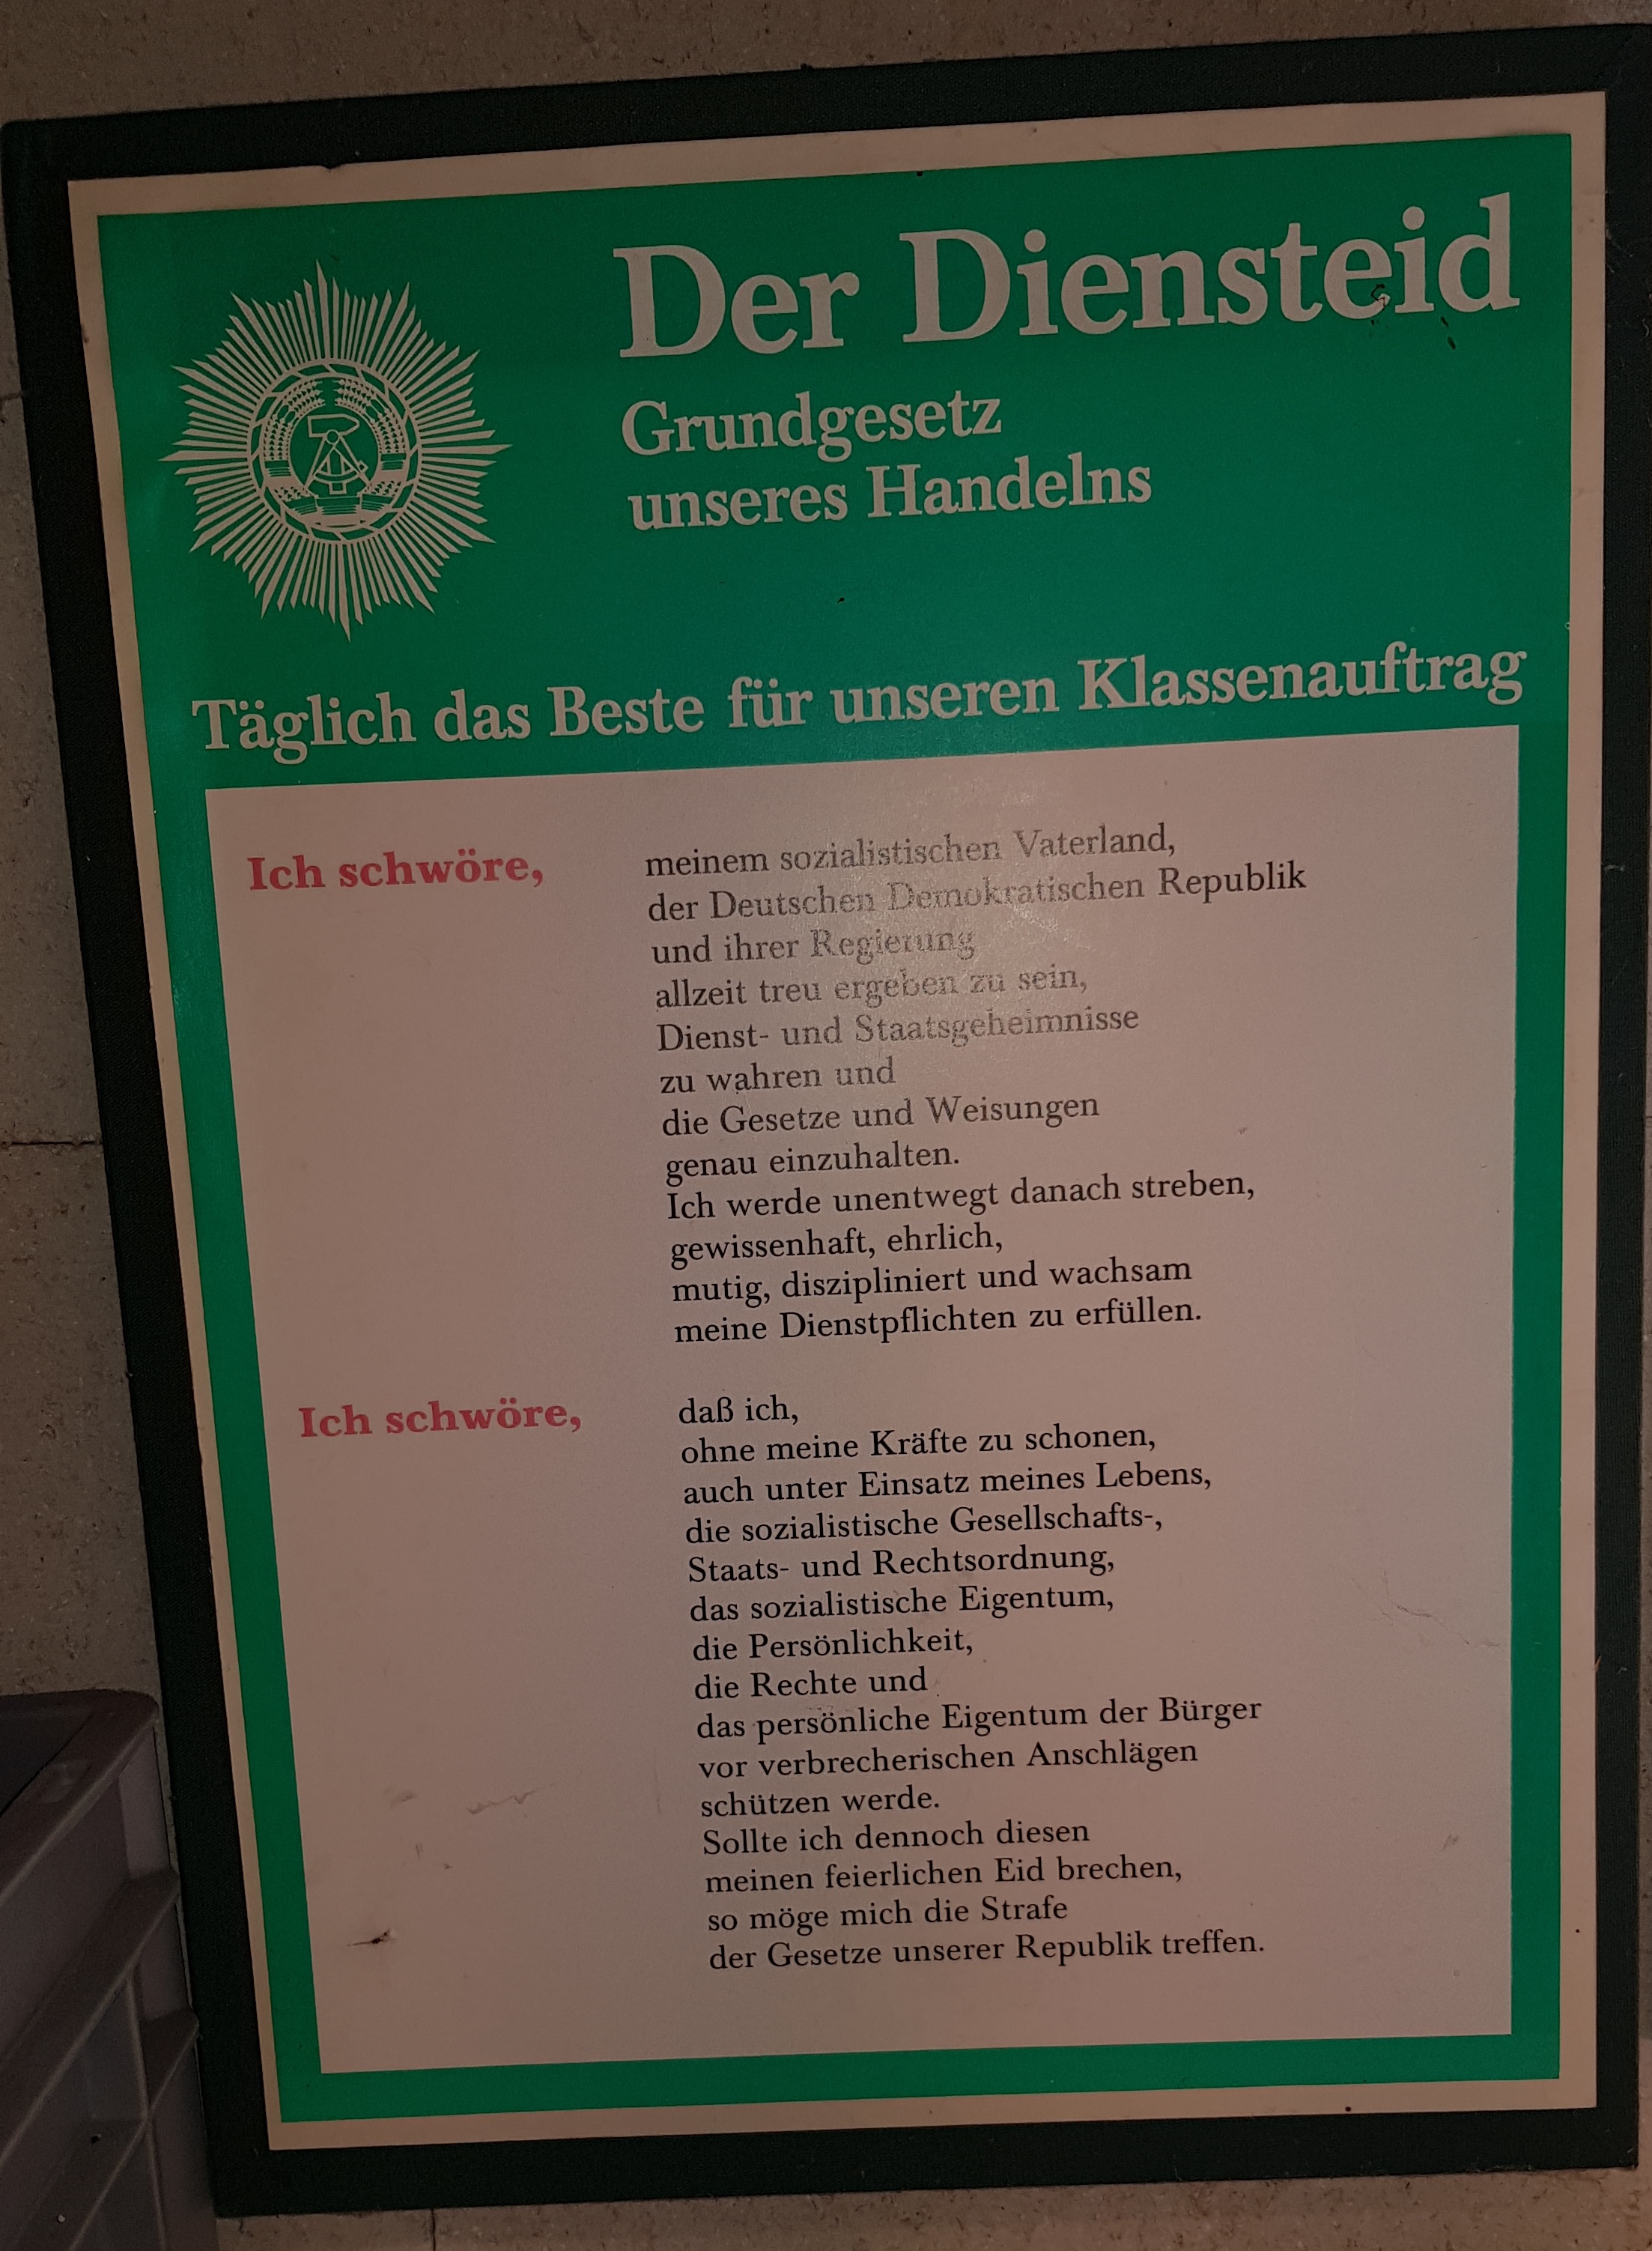 Der Diensteid
Grundgesetz
unseres Handelns
Täglich das Beste für unseren Klassenauftrag
Ich schwöre,
meinem sozialistischen Vaterland,
der Deutschen Demokratischen Republik
und ihrer Regierung
allzeit treu ergeben zu sein,
Dienst- und Staatsgeheimnisse
zu wahren und
die Gesetze und Weisungen
genau einzuhalten.
Ich werde unentwegt danach streben,
gewissenhaft, ehrlich,
mutig, diszipliniert und wachsam
meine Dienstpflichten zu erfüllen.
Ich schwöre,
daß ich,
ohne meine Kräfte zu schonen,
auch unter Einsatz meines Lebens,
die sozialistische Gesellschafts-,
Staats- und Rechtsordnung,
das sozialistische Eigentum,
die Persönlichkeit,
die Rechte und
das persönliche Eigentum der Bürger
vor verbrecherischen Anschlägen
schützen werde.
Sollte ich dennoch diesen
meinen feierlichen Eid brechen,
so möge mich die Strafe
der Gesetze unserer Republik treffen.